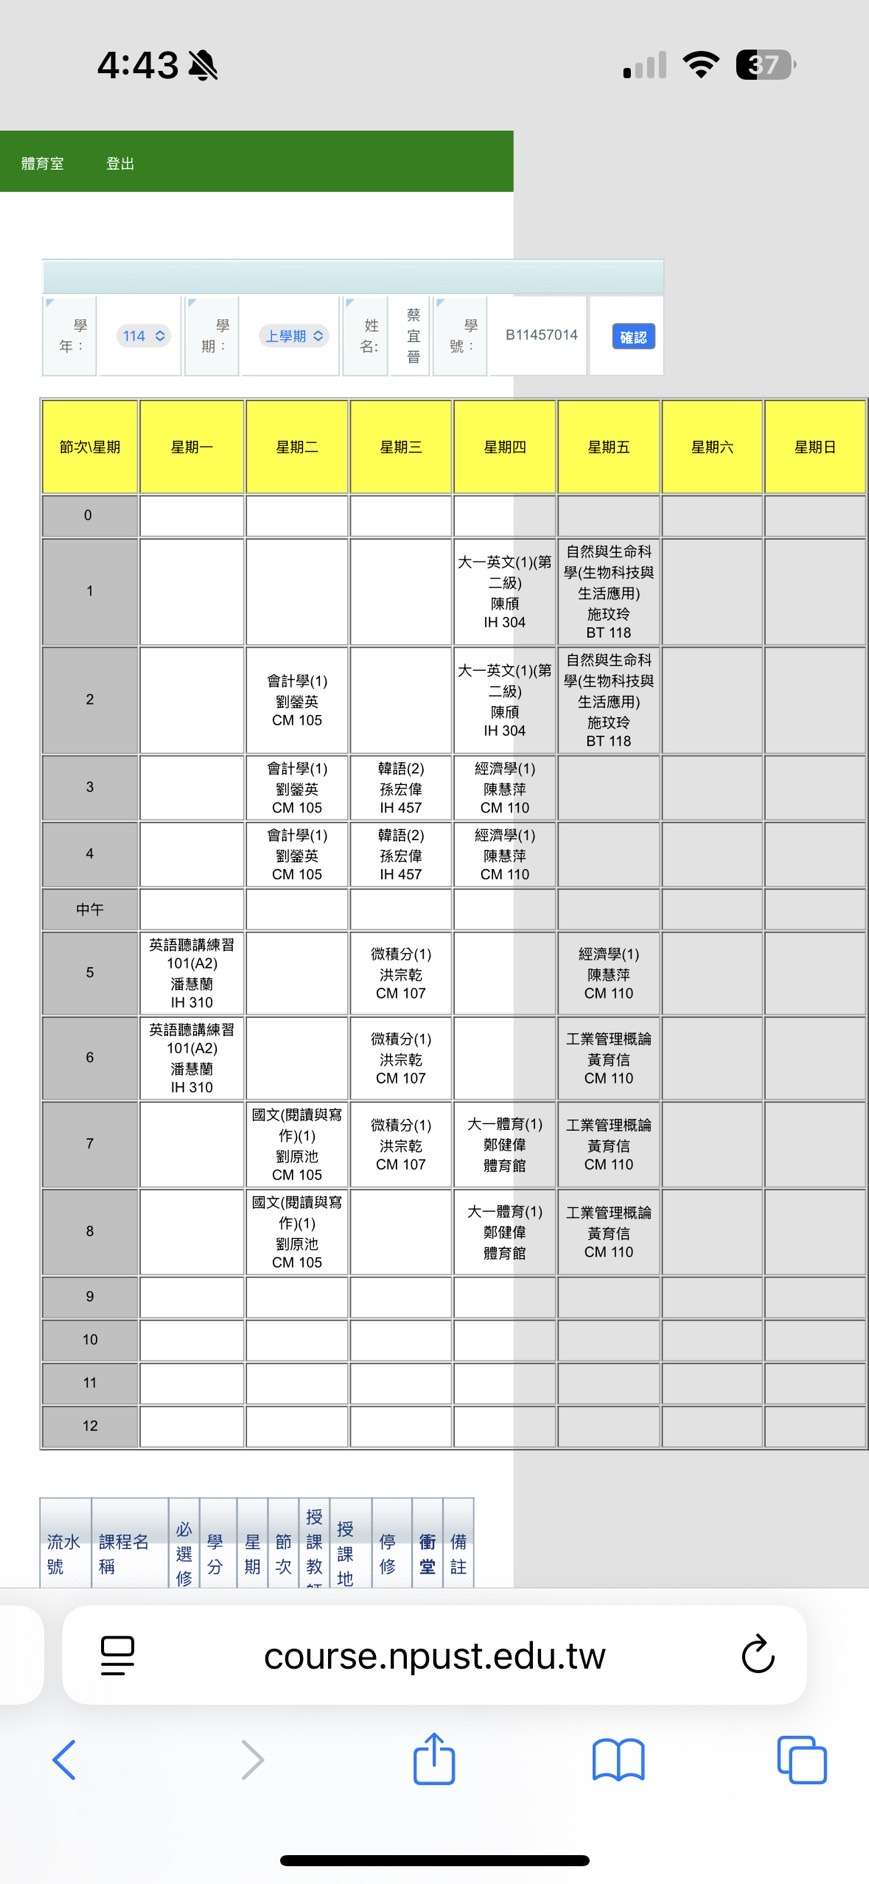 4:43
37
體育室 登出
學年：
114
學期：
上學期
姓名:
蔡宜晉
學號：
B11457014
確認
節次\星期 星期一 星期二 星期三 星期四 星期五 星期六 星期日
0
1
大一英文(1)(第
二級)
陳頎
IH 304
自然與生命科
學(生物科技與
生活應用)
施玟玲
BT 118
2
會計學(1)
劉鎣英
CM 105
大一英文(1)(第
二級)
陳頎
IH 304
自然與生命科
學(生物科技與
生活應用)
施玟玲
BT 118
3
會計學(1)
劉鎣英
CM 105
韓語(2)
孫宏偉
IH 457
經濟學(1)
陳慧萍
CM 110
4
會計學(1)
劉鎣英
CM 105
韓語(2)
孫宏偉
IH 457
經濟學(1)
陳慧萍
CM 110
中午
5
英語聽講練習
101(A2)
潘慧蘭
IH 310
微積分(1)
洪宗乾
CM 107
經濟學(1)
陳慧萍
CM 110
6
英語聽講練習
101(A2)
潘慧蘭
IH 310
微積分(1)
洪宗乾
CM 107
工業管理概論
黃育信
CM 110
7
國文(閱讀與寫
作)(1)
劉原池
CM 105
微積分(1)
洪宗乾
CM 107
大一體育(1)
鄭健偉
體育館
工業管理概論
黃育信
CM 110
8
國文(閱讀與寫
作)(1)
劉原池
CM 105
大一體育(1)
鄭健偉
體育館
工業管理概論
黃育信
CM 110
9
10
11
12
流水號
課程名稱
必選修
學分
星期
節次
授課教師
授課地
停修
衝堂
備註
course.npust.edu.tw